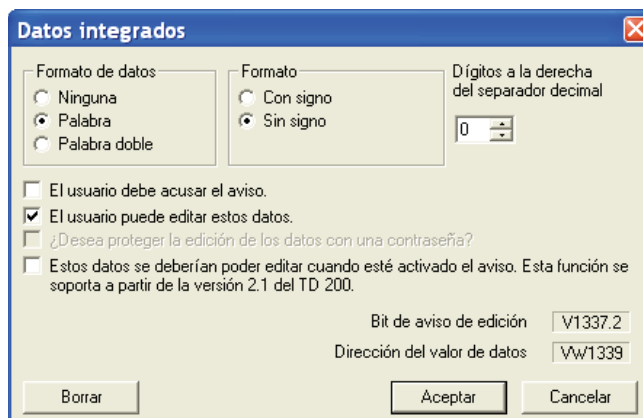 Datos integrados
Formato de datos
Ninguna
Palabra
Palabra doble
Formato
Con signo
Sin signo
Dígitos a la derecha
del separador decimal
0
El usuario debe acusar el aviso.
El usuario puede editar estos datos.
¿Desea proteger la edición de los datos con una contraseña?
Estos datos se deberían poder editar cuando esté activado el aviso. Esta función se
soporta a partir de la versión 2.1 del TD 200.
Bit de aviso de edición V1337.2
Dirección del valor de datos VW1339
Borrar Aceptar Cancelar